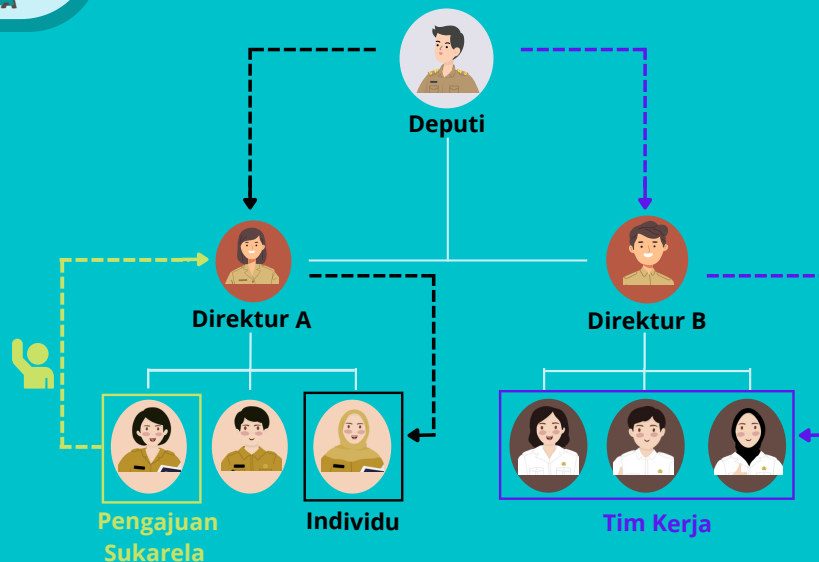 Deputi
Direktur A
Direktur B
Pengajuan
Sukarela
Individu
Tim Kerja